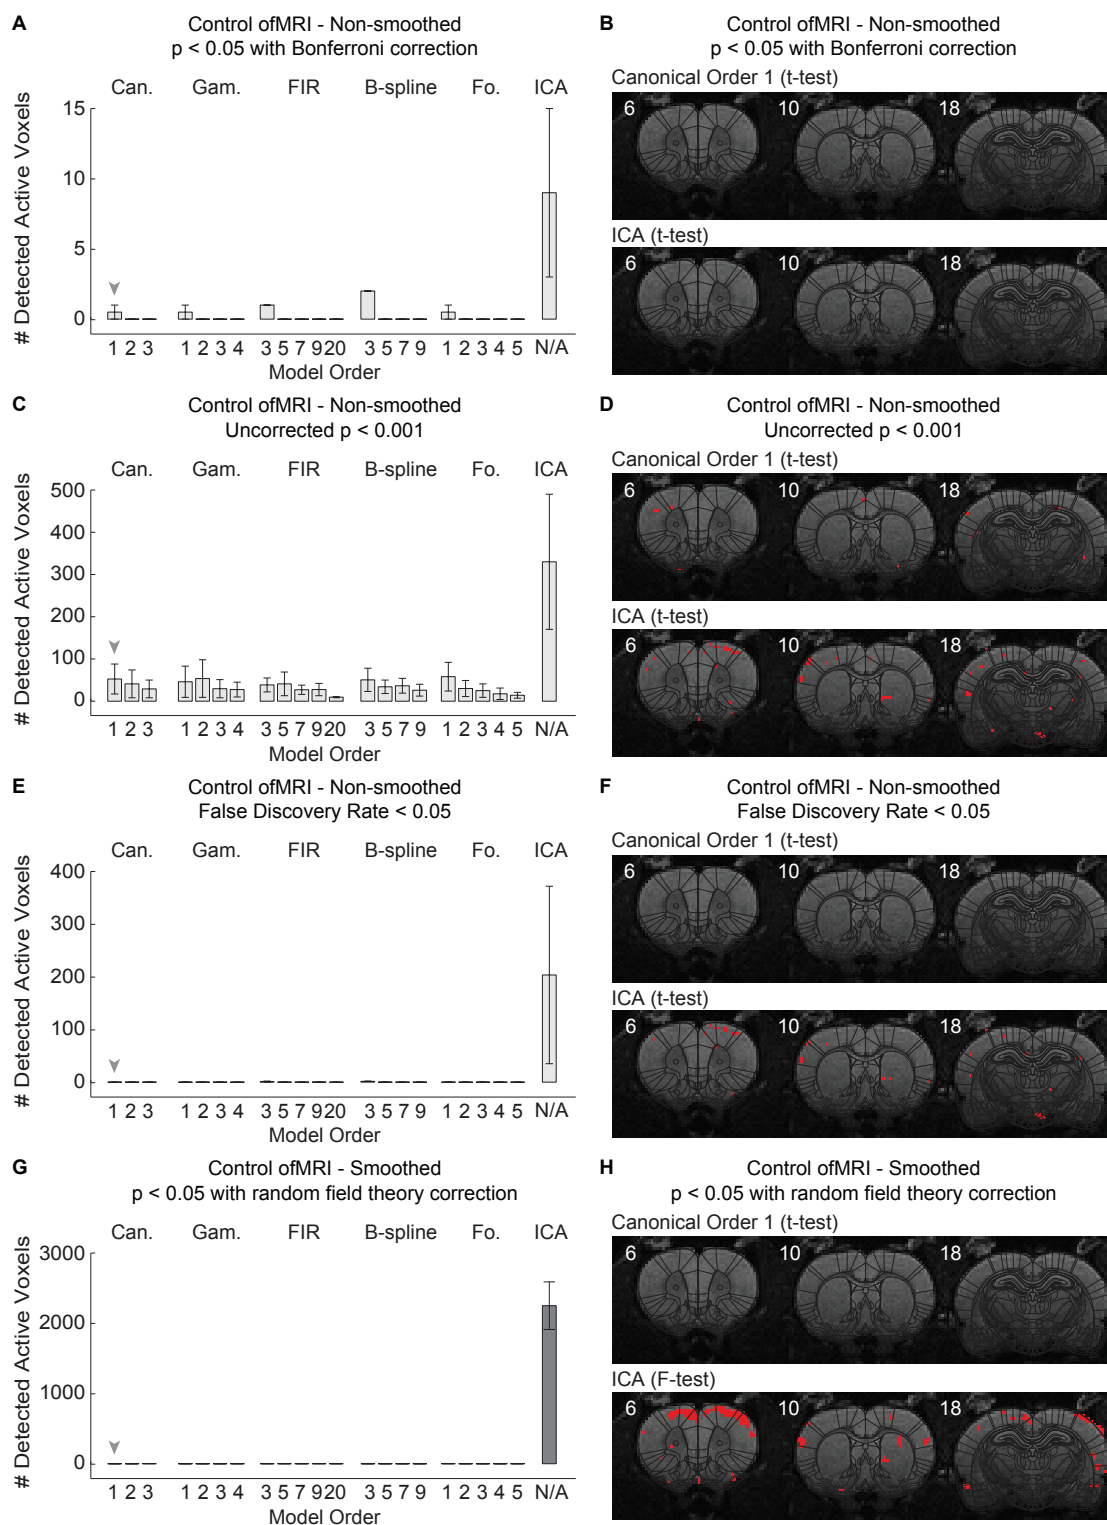 A
Control ofMRI - Non-smoothed
p < 0.05 with Bonferroni correction
Can. Gam. FIR B-spline Fo. ICA
15
10
5
0
# Detected Active Voxels
1 2 3 1 2 3 4 3 5 7 9 20 3 5 7 9 1 2 3 4 5 N/A
Model Order
B
Control ofMRI - Non-smoothed
p < 0.05 with Bonferroni correction
Canonical Order 1 (t-test)
6 10 18
ICA (t-test)
6 10 18
C
Control ofMRI - Non-smoothed
Uncorrected p < 0.001
Can. Gam. FIR B-spline Fo. ICA
500
400
300
200
100
0
# Detected Active Voxels
1 2 3 1 2 3 4 3 5 7 9 20 3 5 7 9 1 2 3 4 5 N/A
Model Order
D
Control ofMRI - Non-smoothed
Uncorrected p < 0.001
Canonical Order 1 (t-test)
6 10 18
ICA (t-test)
6 10 18
E
Control ofMRI - Non-smoothed
False Discovery Rate < 0.05
Can. Gam. FIR B-spline Fo. ICA
400
300
200
100
0
# Detected Active Voxels
1 2 3 1 2 3 4 3 5 7 9 20 3 5 7 9 1 2 3 4 5 N/A
Model Order
F
Control ofMRI - Non-smoothed
False Discovery Rate < 0.05
Canonical Order 1 (t-test)
6 10 18
ICA (t-test)
6 10 18
G
Control ofMRI - Smoothed
p < 0.05 with random field theory correction
Can. Gam. FIR B-spline Fo. ICA
3000
2000
1000
0
# Detected Active Voxels
1 2 3 1 2 3 4 3 5 7 9 20 3 5 7 9 1 2 3 4 5 N/A
Model Order
H
Control ofMRI - Smoothed
p < 0.05 with random field theory correction
Canonical Order 1 (t-test)
6 10 18
ICA (F-test)
6 10 18